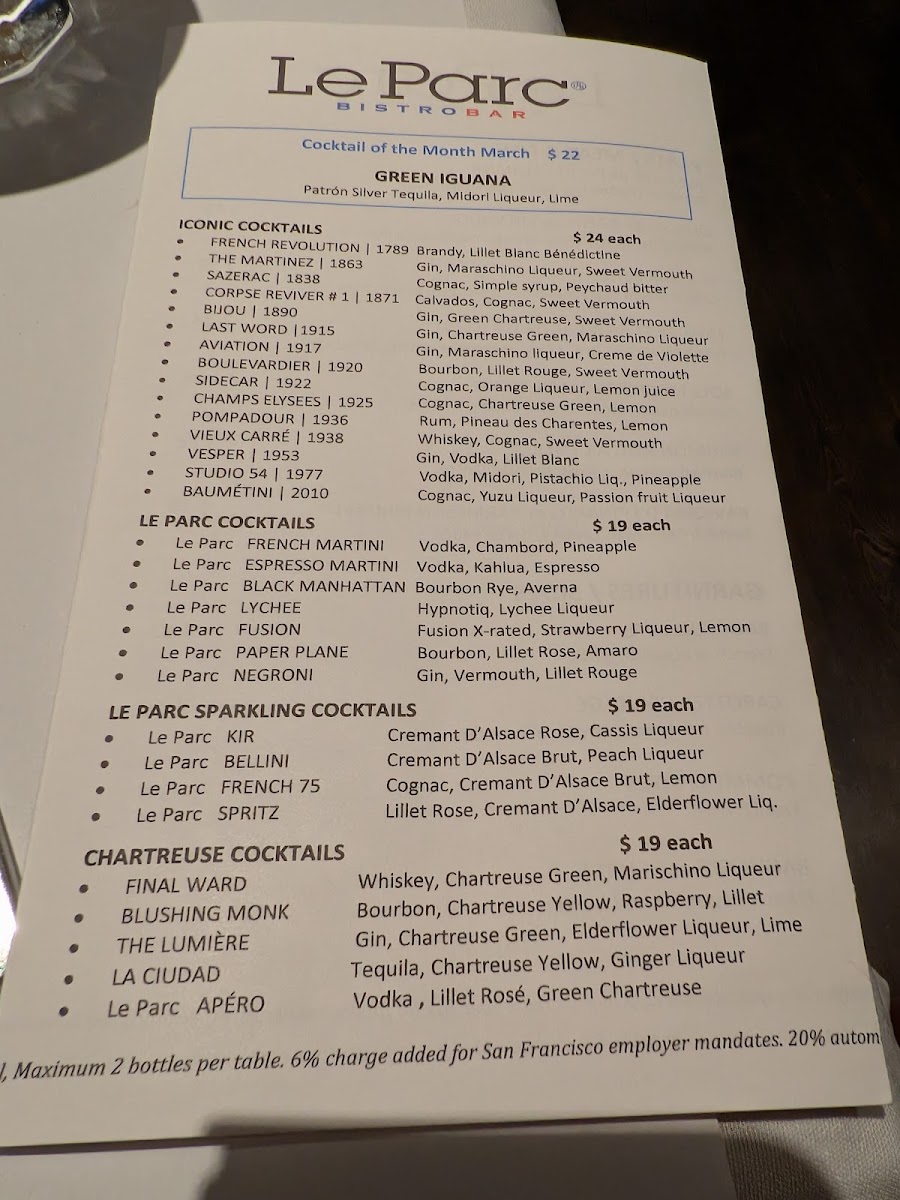 Le Parc®
BISTROBAR
Cocktail of the Month March $ 22
GREEN IGUANA
Patrón Silver Tequila, Midori Liqueur, Lime
ICONIC COCKTAILS $ 24 each
• FRENCH REVOLUTION | 1789 Brandy, Lillet Blanc Bénédictine
• THE MARTINEZ | 1863 Gin, Maraschino Liqueur, Sweet Vermouth
• SAZERAC | 1838 Cognac, Simple syrup, Peychaud bitter
• CORPSE REVIVER # 1 | 1871 Calvados, Cognac, Sweet Vermouth
• BIJOU | 1890 Gin, Green Chartreuse, Sweet Vermouth
• LAST WORD |1915 Gin, Chartreuse Green, Maraschino Liqueur
• AVIATION | 1917 Gin, Maraschino liqueur, Creme de Violette
• BOULEVARDIER | 1920 Bourbon, Lillet Rouge, Sweet Vermouth
• SIDECAR | 1922 Cognac, Orange Liqueur, Lemon juice
• CHAMPS ELYSEES | 1925 Cognac, Chartreuse Green, Lemon
• POMPADOUR | 1936 Rum, Pineau des Charentes, Lemon
• VIEUX CARRÉ | 1938 Whiskey, Cognac, Sweet Vermouth
• VESPER | 1953 Gin, Vodka, Lillet Blanc
• STUDIO 54 | 1977 Vodka, Midori, Pistachio Liq., Pineapple
• BAUMÉTINI | 2010 Cognac, Yuzu Liqueur, Passion fruit Liqueur
LE PARC COCKTAILS $ 19 each
• Le Parc FRENCH MARTINI Vodka, Chambord, Pineapple
• Le Parc ESPRESSO MARTINI Vodka, Kahlua, Espresso
• Le Parc BLACK MANHATTAN Bourbon Rye, Averna
• Le Parc LYCHEE Hypnotiq, Lychee Liqueur
• Le Parc FUSION Fusion X-rated, Strawberry Liqueur, Lemon
• Le Parc PAPER PLANE Bourbon, Lillet Rose, Amaro
• Le Parc NEGRONI Gin, Vermouth, Lillet Rouge
LE PARC SPARKLING COCKTAILS $ 19 each
• Le Parc KIR Cremant D’Alsace Rose, Cassis Liqueur
• Le Parc BELLINI Cremant D’Alsace Brut, Peach Liqueur
• Le Parc FRENCH 75 Cognac, Cremant D’Alsace Brut, Lemon
• Le Parc SPRITZ Lillet Rose, Cremant D’Alsace, Elderflower Liq.
CHARTREUSE COCKTAILS $ 19 each
• FINAL WARD Whiskey, Chartreuse Green, Marischino Liqueur
• BLUSHING MONK Bourbon, Chartreuse Yellow, Raspberry, Lillet
• THE LUMIÈRE Gin, Chartreuse Green, Elderflower Liqueur, Lime
• LA CIUDAD Tequila, Chartreuse Yellow, Ginger Liqueur
• Le Parc APÉRO Vodka , Lillet Rosé, Green Chartreuse
, Maximum 2 bottles per table. 6% charge added for San Francisco employer mandates. 20% autom